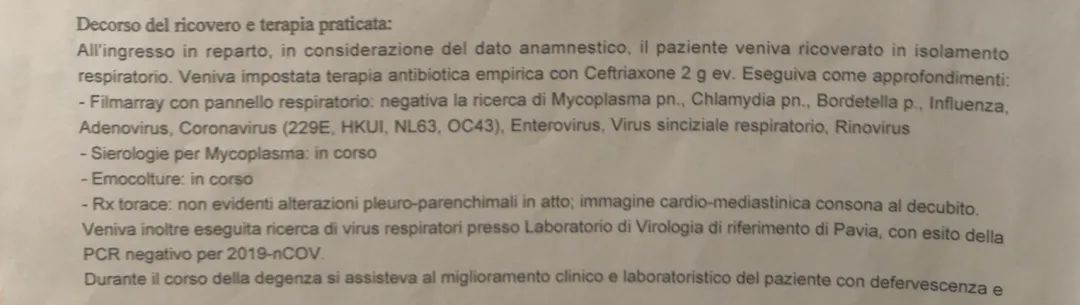 Decorso del ricovero e terapia praticata:
All'ingresso in reparto, in considerazione del dato anamnestico, il paziente veniva ricoverato in isolamento
respiratorio. Veniva impostata terapia antibiotica empirica con Ceftriaxone 2 g ev. Eseguiva come approfondimenti:
- Filmarray con pannello respiratorio: negativa la ricerca di Mycoplasma pn., Chlamydia pn., Bordetella p., Influenza,
Adenovirus, Coronavirus (229E, HKUI, NL63, OC43), Enterovirus, Virus sinciziale respiratorio, Rinovirus
- Sierologie per Mycoplasma: in corso
- Emocolture: in corso
- Rx torace: non evidenti alterazioni pleuro-parenchimali in atto; immagine cardio-mediastinica consona al decubito.
Veniva inoltre eseguita ricerca di virus respiratori presso Laboratorio di Virologia di riferimento di Pavia, con esito della
PCR negativo per 2019-nCOV.
Durante il corso della degenza si assisteva al miglioramento clinico e laboratoristico del paziente con defervescenza e